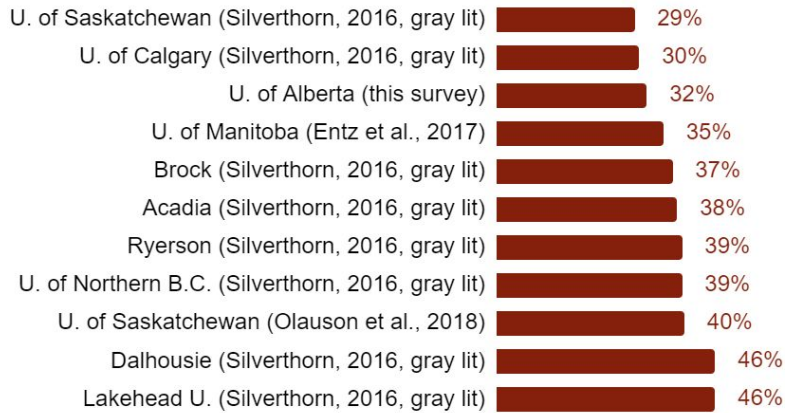 U. of Saskatchewan (Silverthorn, 2016, gray lit) 29%
U. of Calgary (Silverthorn, 2016, gray lit) 30%
U. of Alberta (this survey) 32%
U. of Manitoba (Entz et al., 2017) 35%
Brock (Silverthorn, 2016, gray lit) 37%
Acadia (Silverthorn, 2016, gray lit) 38%
Ryerson (Silverthorn, 2016, gray lit) 39%
U. of Northern B.C. (Silverthorn, 2016, gray lit) 39%
U. of Saskatchewan (Olauson et al., 2018) 40%
Dalhousie (Silverthorn, 2016, gray lit) 46%
Lakehead U. (Silverthorn, 2016, gray lit) 46%